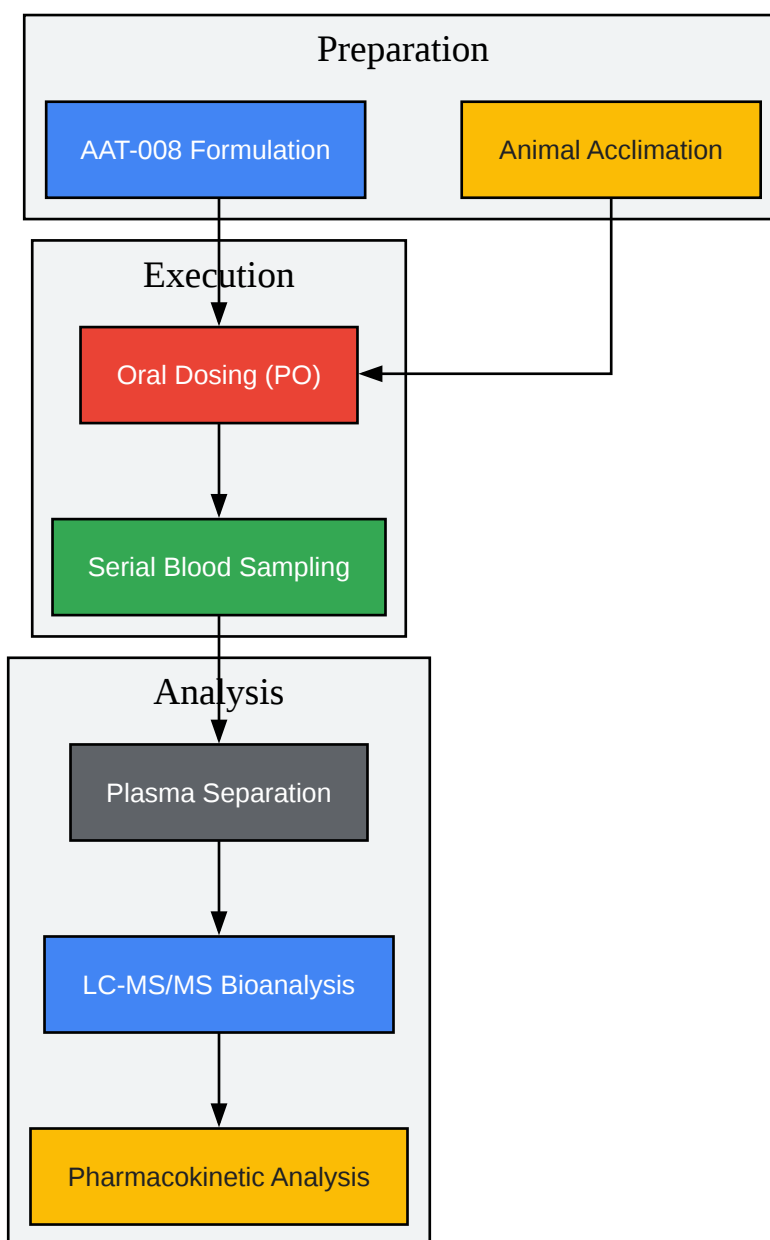 Preparation
AAT-008 Formulation
Animal Acclimation
Execution
Oral Dosing (PO)
Serial Blood Sampling
Analysis
Plasma Separation
LC-MS/MS Bioanalysis
Pharmacokinetic Analysis